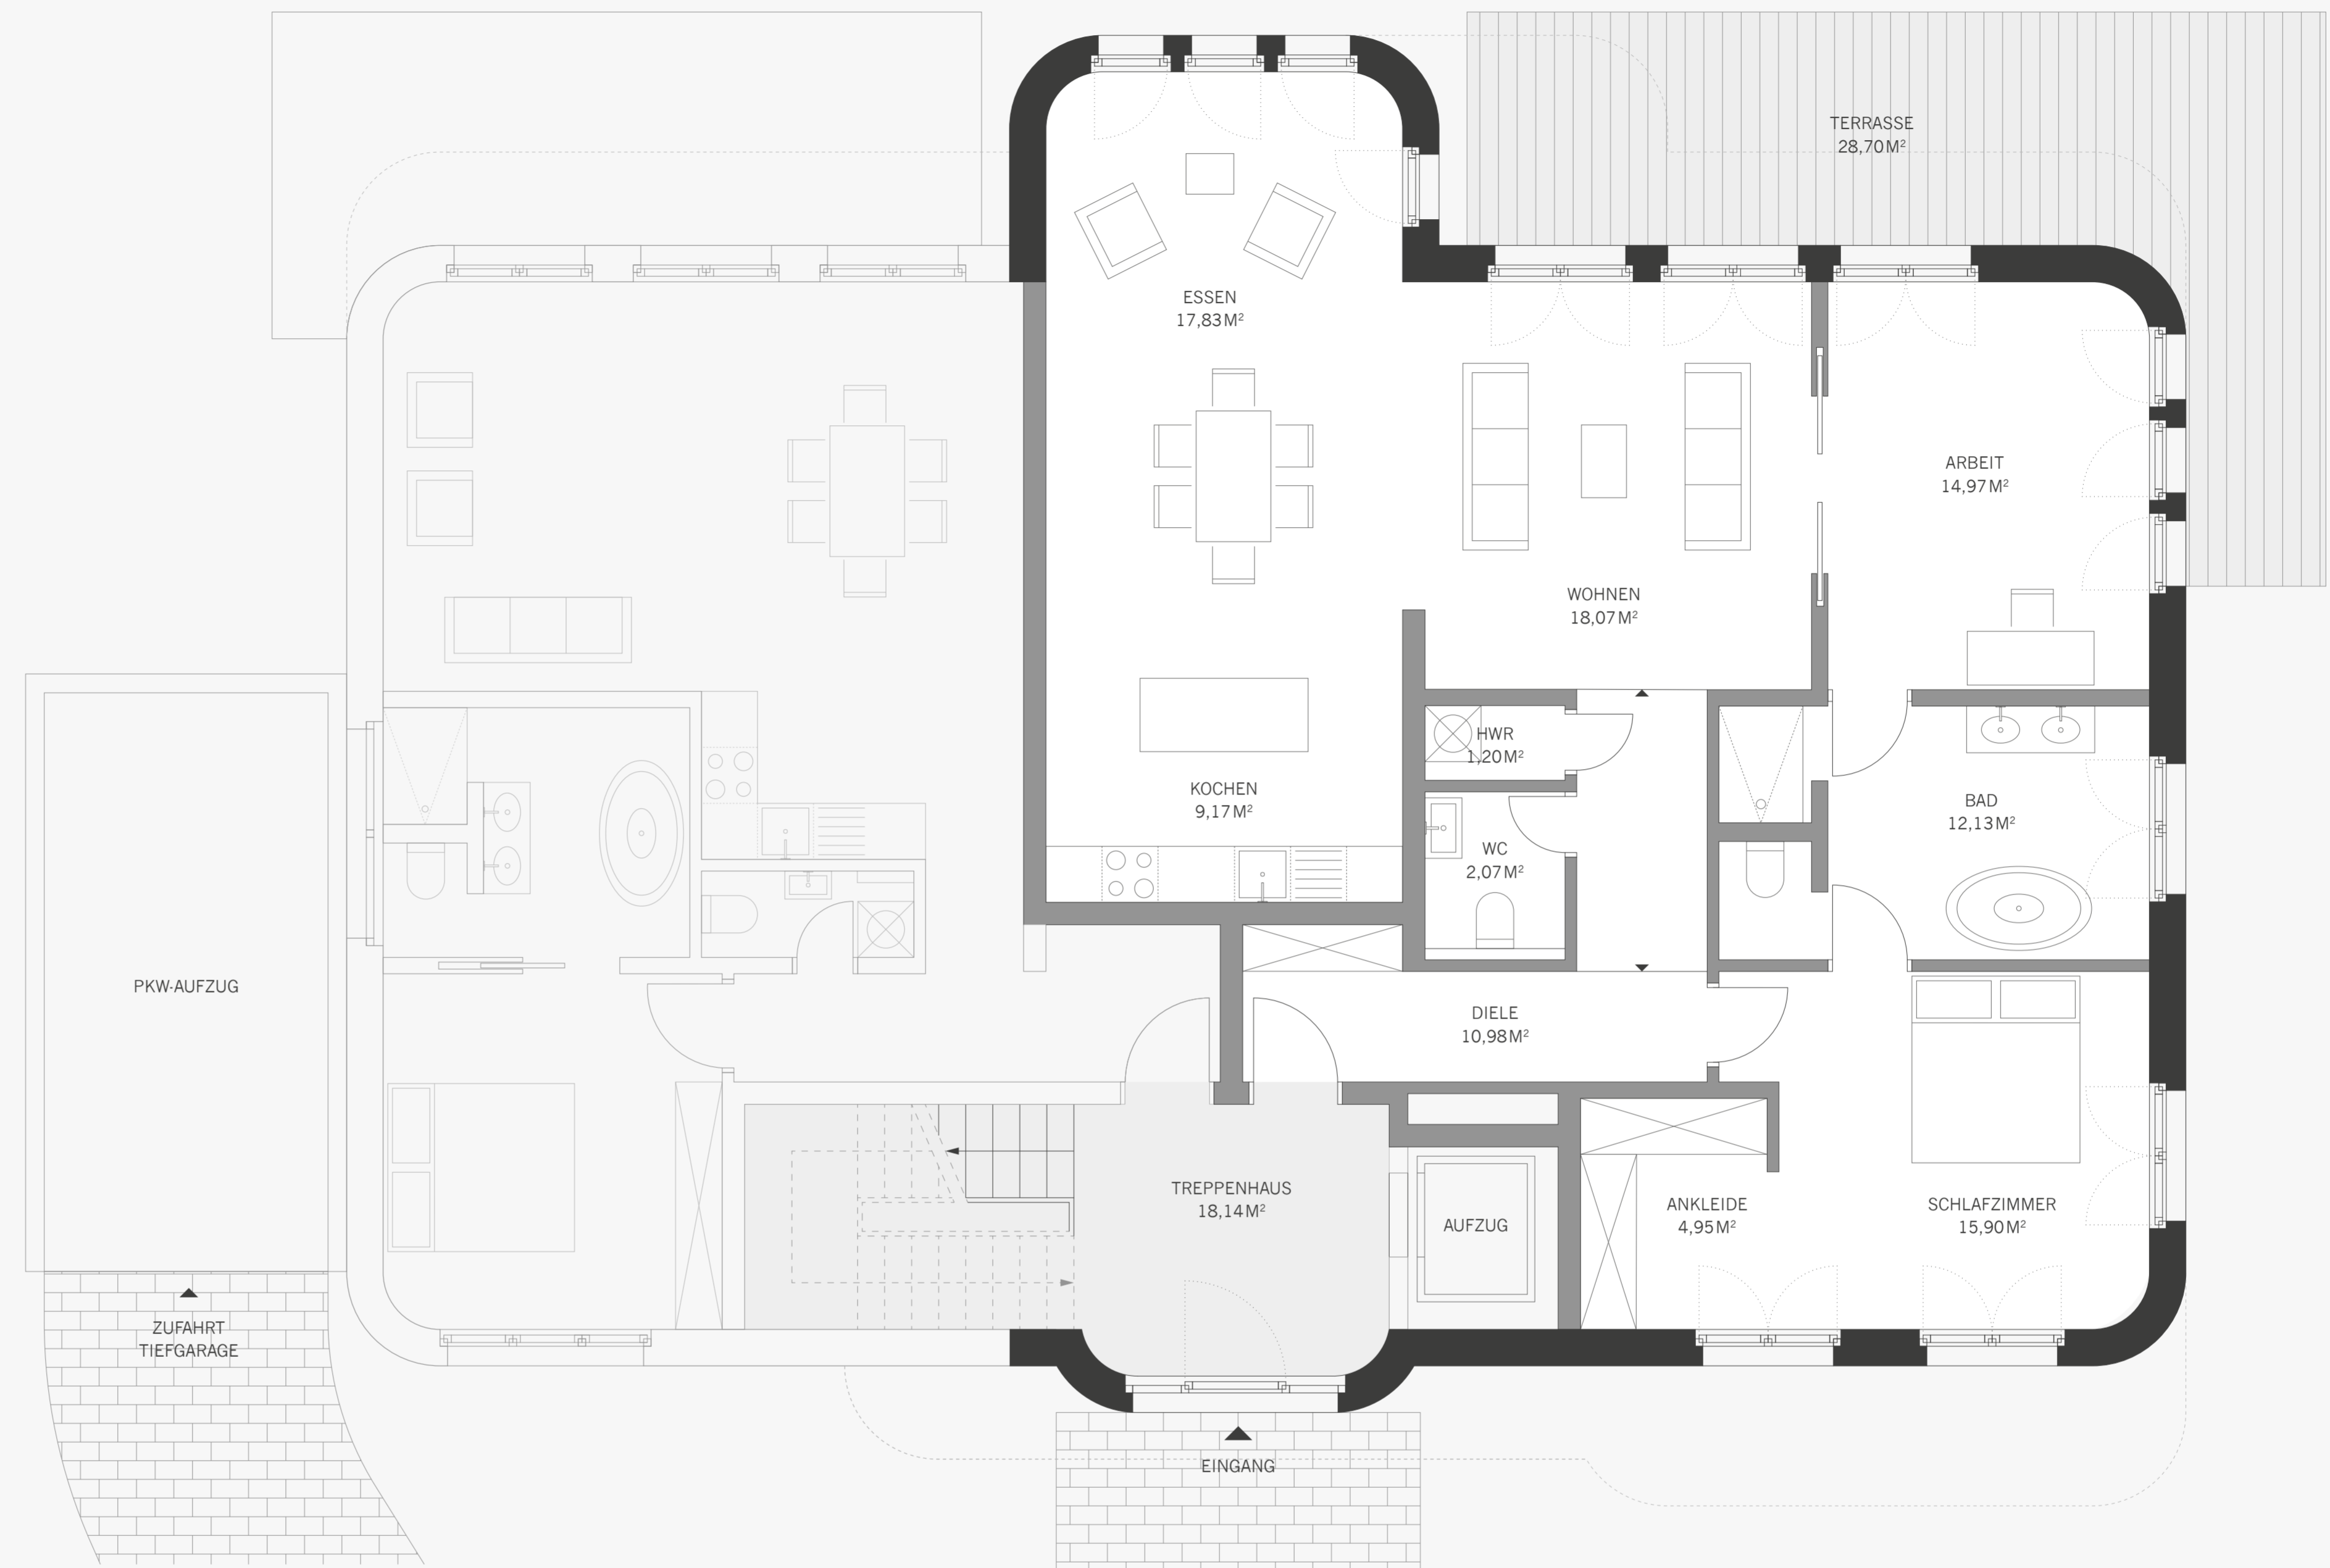 TERRASSE
28,70 M²
ESSEN
17,83 M²
ARBEIT
14,97 M²
WOHNEN
18,07 M²
HWR
1,20 M²
KOCHEN
9,17 M²
BAD
12,13 M²
WC
2,07 M²
PKW-AUFZUG
DIELE
10,98 M²
TREPPENHAUS
18,14 M²
AUFZUG
ANKLEIDE
4,95 M²
SCHLAFZIMMER
15,90 M²
ZUFAHRT
TIEFGARAGE
EINGANG